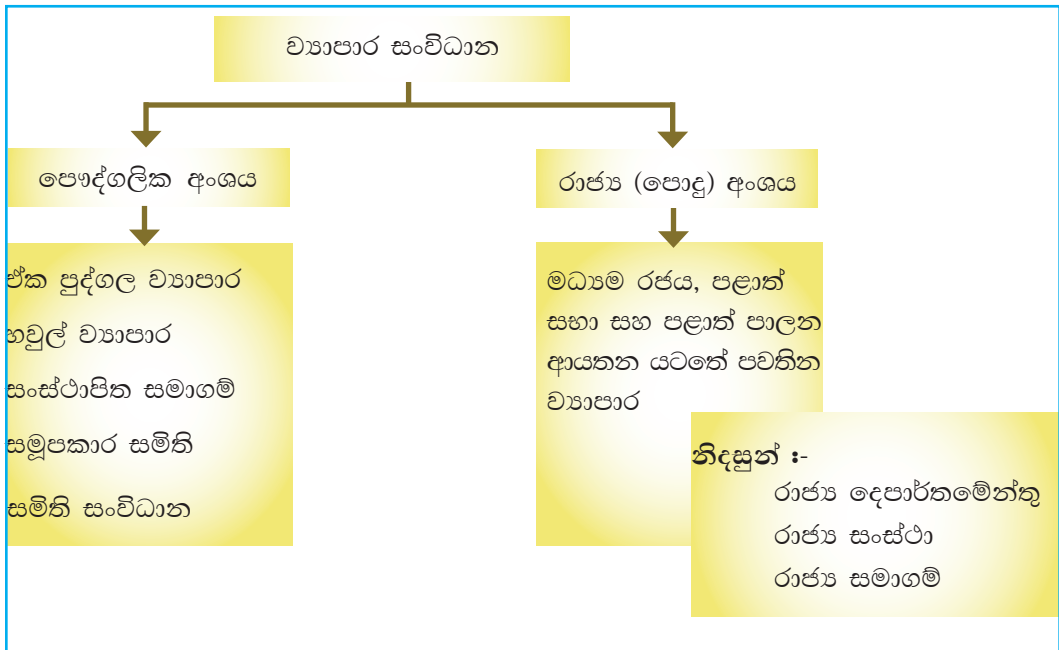 ව්‍යාපාර සංවිධාන
පෞද්ගලික අංශය
ඒක පුද්ගල ව්‍යාපාර
හවුල් ව්‍යාපාර
සංස්ථාපිත සමාගම්
සමූපකාර සමිති
සමිති සංවිධාන
රාජ්‍ය (පොදු) අංශය
මධ්‍යම රජය, පළාත්
සභා සහ පළාත් පාලන
ආයතන යටතේ පවතින
ව්‍යාපාර
නිදසුන් :-
රාජ්‍ය දෙපාර්තමේන්තු
රාජ්‍ය සංස්ථා
රාජ්‍ය සමාගම්